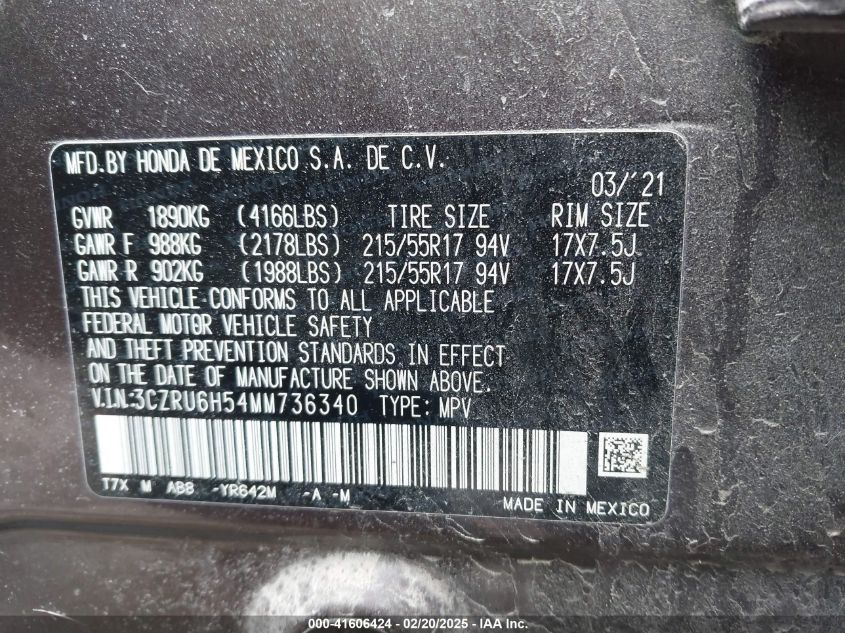 MFD.BY HONDA DE MEXICO S.A. DE C.V.
03/'21
GVWR 1890KG (4166LBS) TIRE SIZE RIM SIZE
GAWR F 988KG (2178LBS) 215/55R17 94V 17X7.5J
GAWR R 902KG (1988LBS) 215/55R17 94V 17X7.5J
THIS VEHICLE CONFORMS TO ALL APPLICABLE
FEDERAL MOTOR VEHICLE SAFETY
AND THEFT PREVENTION STANDARDS IN EFFECT
ON THE DATE OF MANUFACTURE SHOWN ABOVE.
V.I.N:3CZRU6H54MM736340 TYPE: MPV
T7X M ABB -YR642M -A -M
MADE IN MEXICO
000-41606424 - 02/20/2025 - IAA Inc.